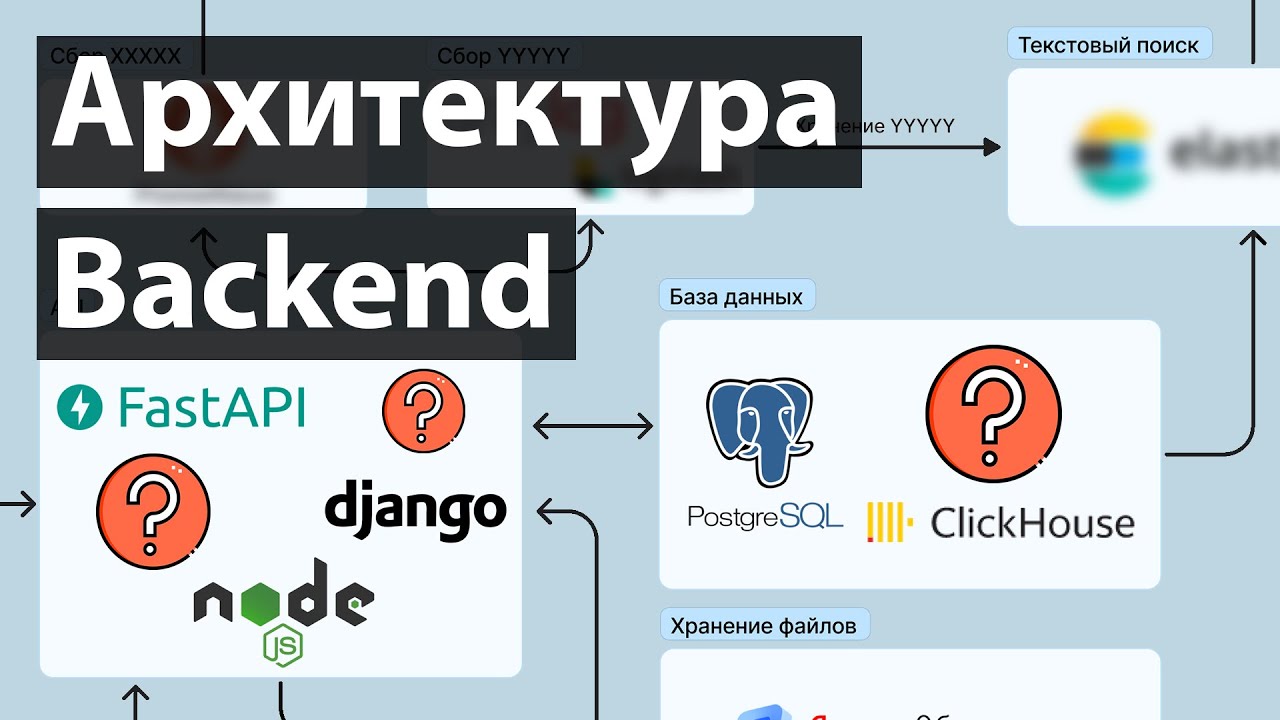 Сбор XXXXX
Сбор YYYYY
Текстовый поиск
Архитектура
Хранение YYYYY
elast
Backend
База данных
FastAPI
django
PostgreSQL
ClickHouse
node
JS
Хранение файлов